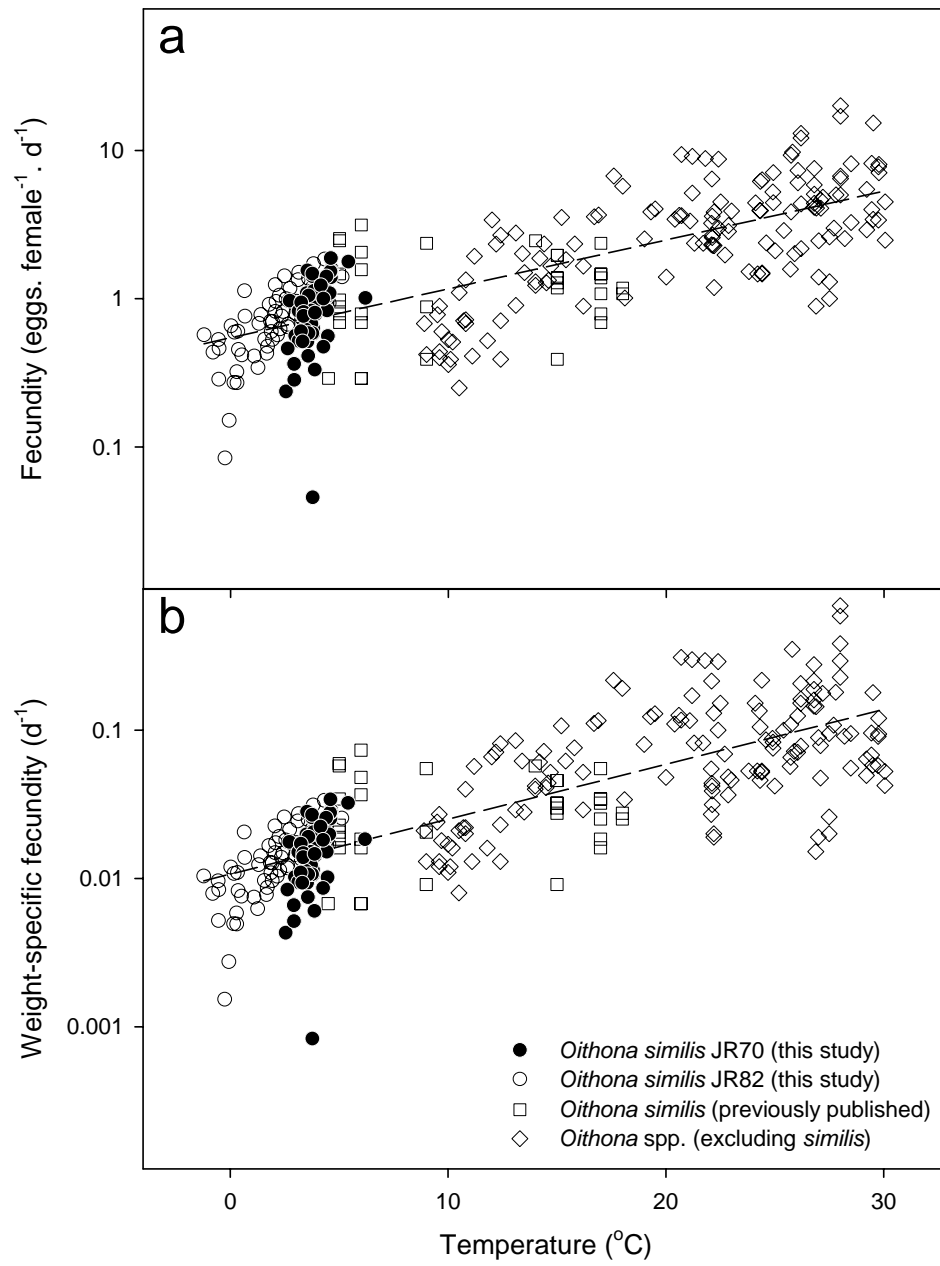 a
Fecundity (eggs. female⁻¹ . d⁻¹)
10
1
0.1
b
Weight-specific fecundity (d⁻¹)
0.1
0.01
0.001
Oithona similis JR70 (this study)
Oithona similis JR82 (this study)
Oithona similis (previously published)
Oithona spp. (excluding similis)
0 10 20 30
Temperature (°C)